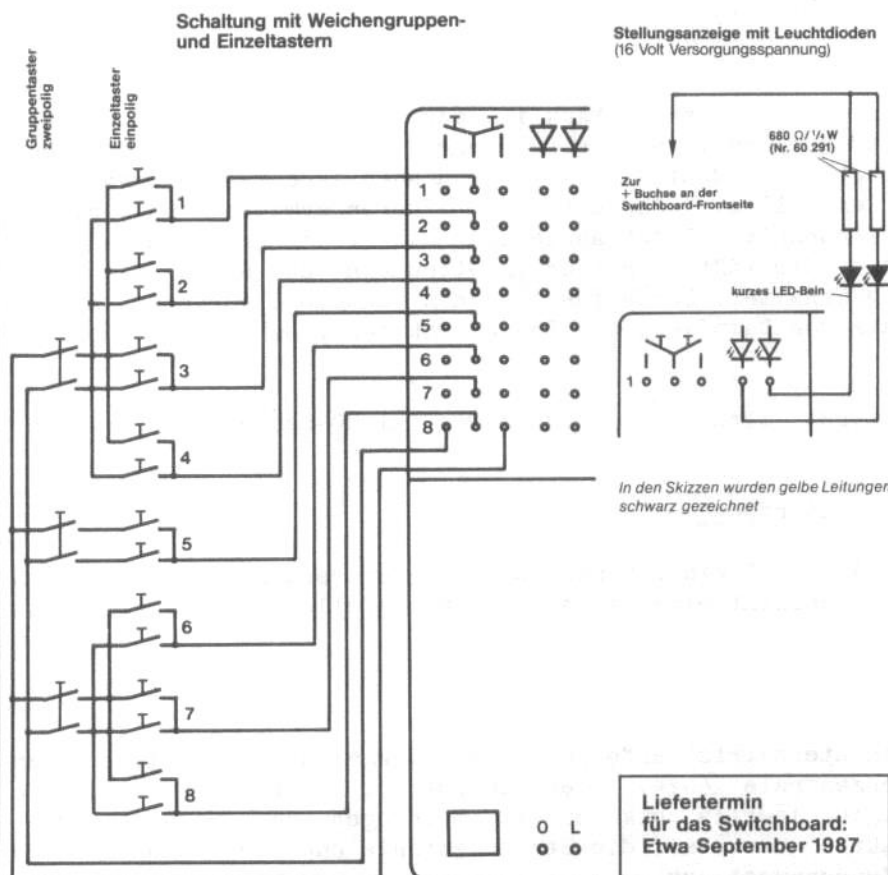 Schaltung mit Weichengruppen-
und Einzeltastern
Gruppentaster
zweipolig
Einzeltaster
einpolig
1
2
3
4
5
6
7
8
1
2
3
4
5
6
7
8
O L
Stellungsanzeige mit Leuchtdioden
(16 Volt Versorgungsspannung)
680 Ω/ ¼ W
(Nr. 60 291)
Zur
+ Buchse an der
Switchboard-Frontseite
kurzes LED-Bein
1
In den Skizzen wurden gelbe Leitungen
schwarz gezeichnet
Liefertermin
für das Switchboard:
Etwa September 1987